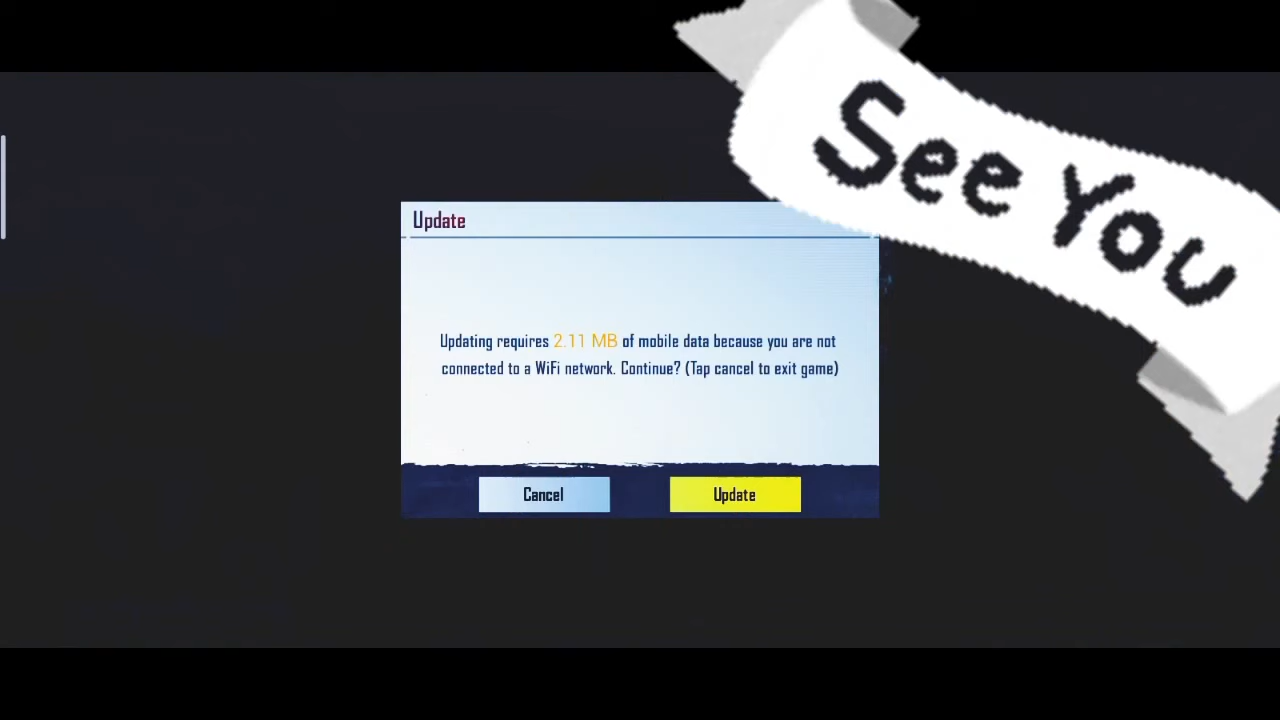 See You
Update
Updating requires 2.11 MB of mobile data because you are not
connected to a WiFi network. Continue? (Tap cancel to exit game)
Cancel
Update